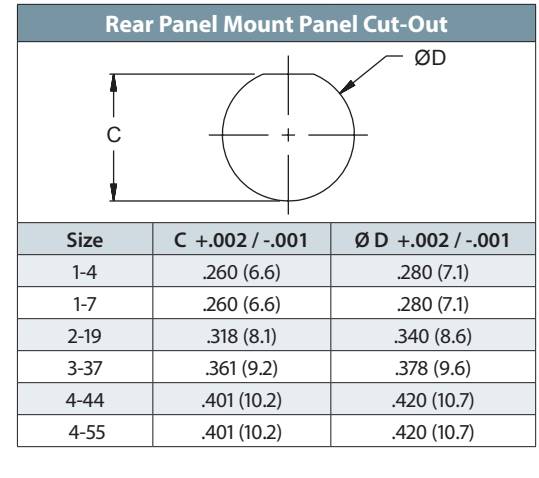 Rear Panel Mount Panel Cut-Out
ØD
C
Size C +.002 / -.001 Ø D +.002 / -.001
1-4 .260 (6.6) .280 (7.1)
1-7 .260 (6.6) .280 (7.1)
2-19 .318 (8.1) .340 (8.6)
3-37 .361 (9.2) .378 (9.6)
4-44 .401 (10.2) .420 (10.7)
4-55 .401 (10.2) .420 (10.7)